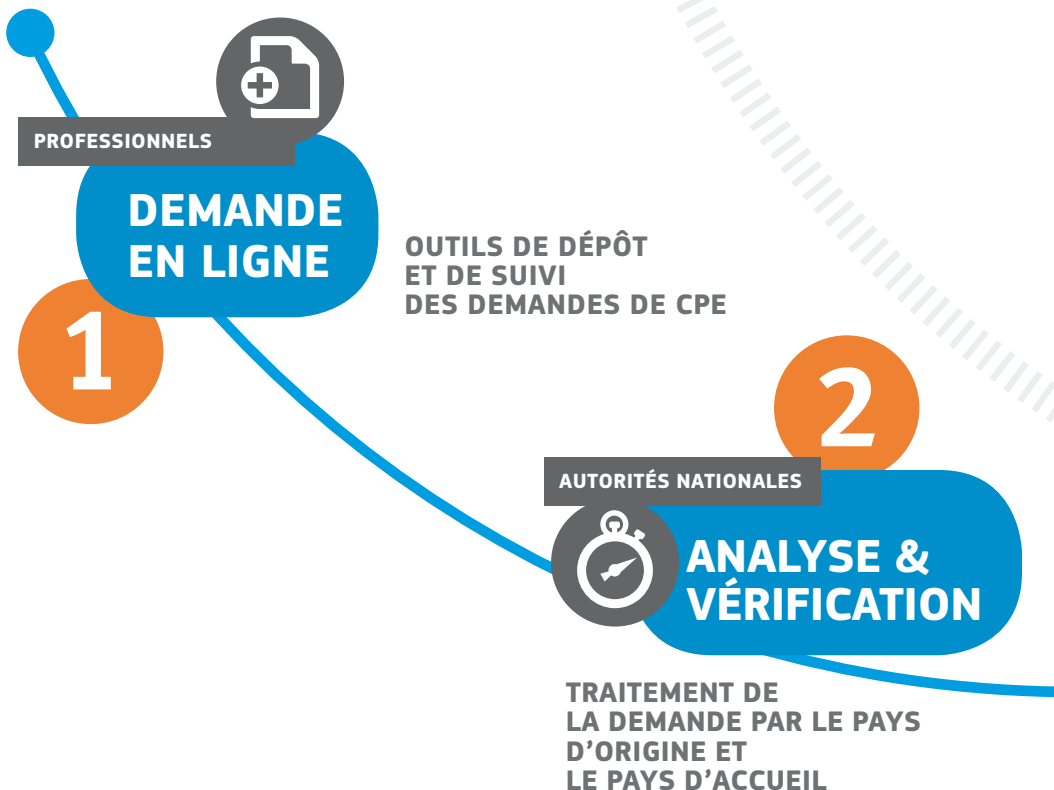 PROFESSIONNELS
DEMANDE
EN LIGNE
1
OUTILS DE DÉPÔT
ET DE SUIVI
DES DEMANDES DE CPE
2
AUTORITÉS NATIONALES
ANALYSE &
VÉRIFICATION
TRAITEMENT DE
LA DEMANDE PAR LE PAYS
D’ORIGINE ET
LE PAYS D’ACCUEIL